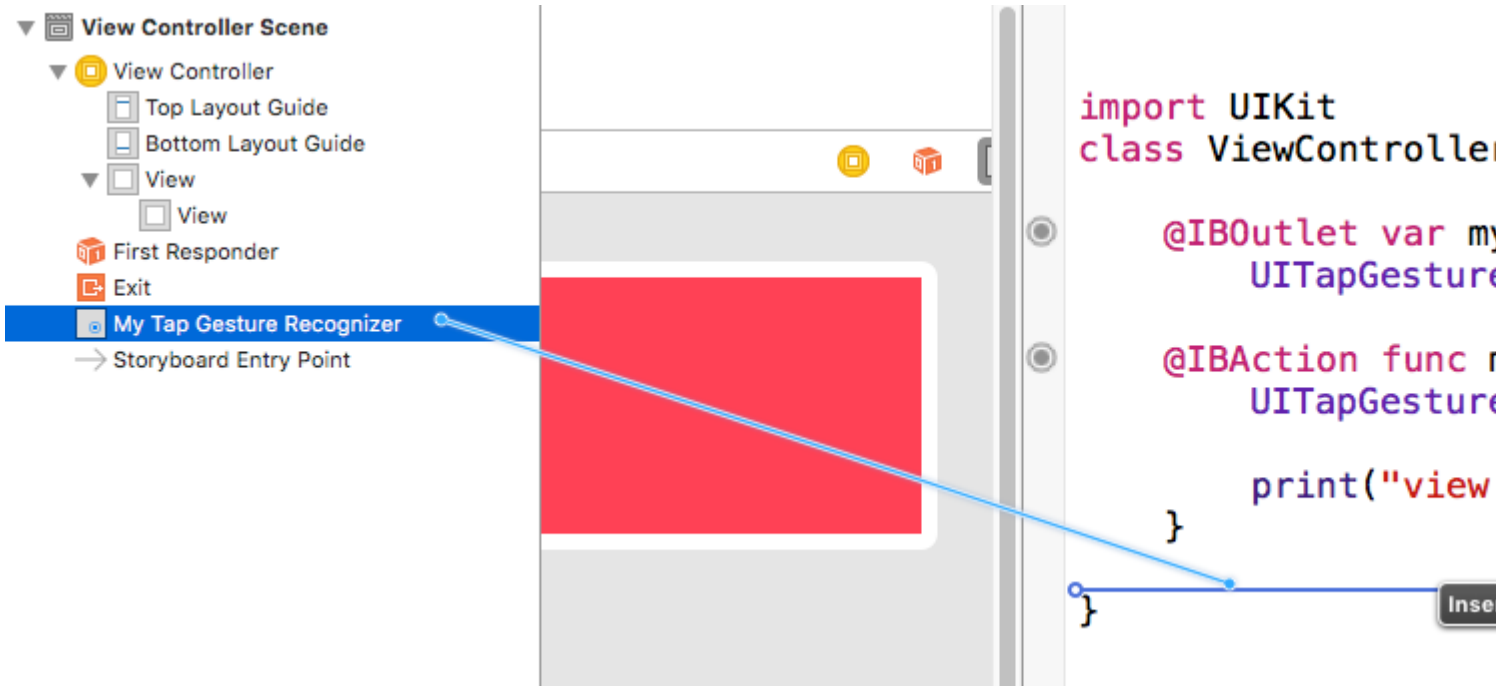 View Controller Scene
View Controller
Top Layout Guide
Bottom Layout Guide
View
View
First Responder
Exit
My Tap Gesture Recognizer
Storyboard Entry Point
import UIKit
class ViewController
@IBOutlet var my
UITapGesture
@IBAction func
UITapGesture
print("view
}
}
Inse